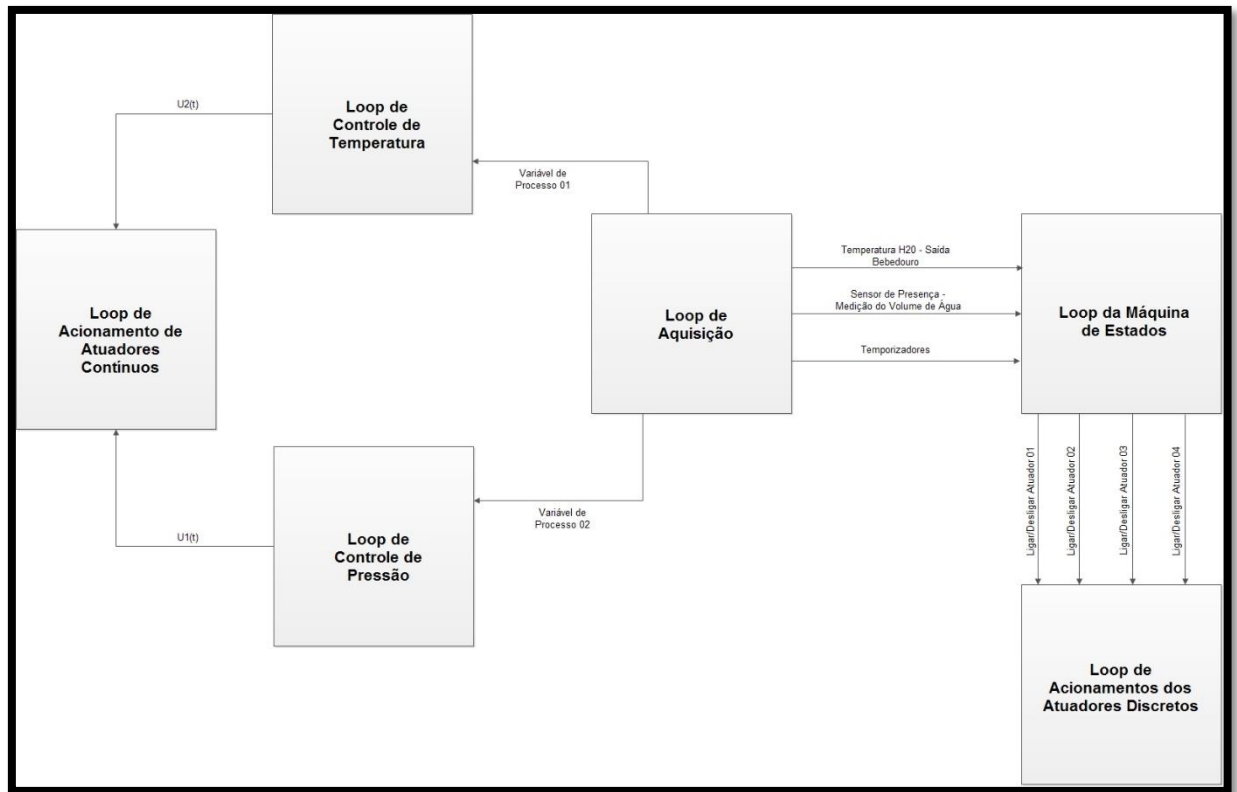 Loop de
Controle de
Temperatura
U2(t)
Variável de
Processo 01
Loop de
Acionamento de
Atuadores
Continuos
Loop de
Aquisição
Temperatura H20 - Saída
Bebedouro
Sensor de Presença -
Medição do Volume de Água
Temporizadores
Loop da Máquina
de Estados
Loop de
Controle de
Pressão
U1(t)
Variável de
Processo 02
Ligar/Desligar Atuador 01
Ligar/Desligar Atuador 02
Ligar/Desligar Atuador 03
Ligar/Desligar Atuador 04
Loop de
Acionamentos dos
Atuadores Discretos